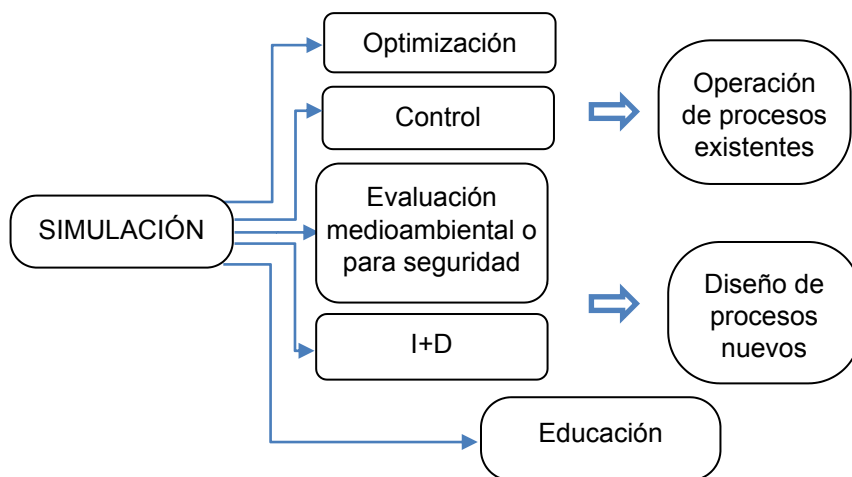 SIMULACIÓN
Optimización
Control
Evaluación
medioambiental o
para seguridad
I+D
Educación
Operación
de procesos
existentes
Diseño de
procesos
nuevos